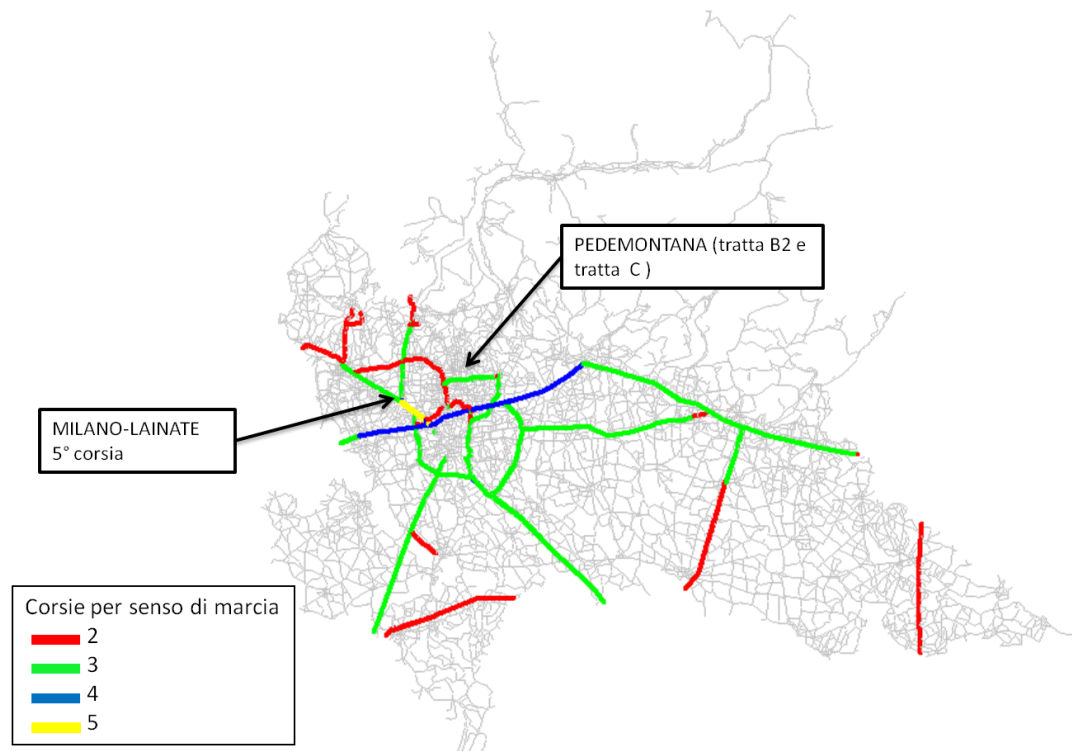 PEDEMONTANA (tratta B2 e
tratta C )
MILANO-LAINATE
5° corsia
Corsie per senso di marcia
2
3
4
5